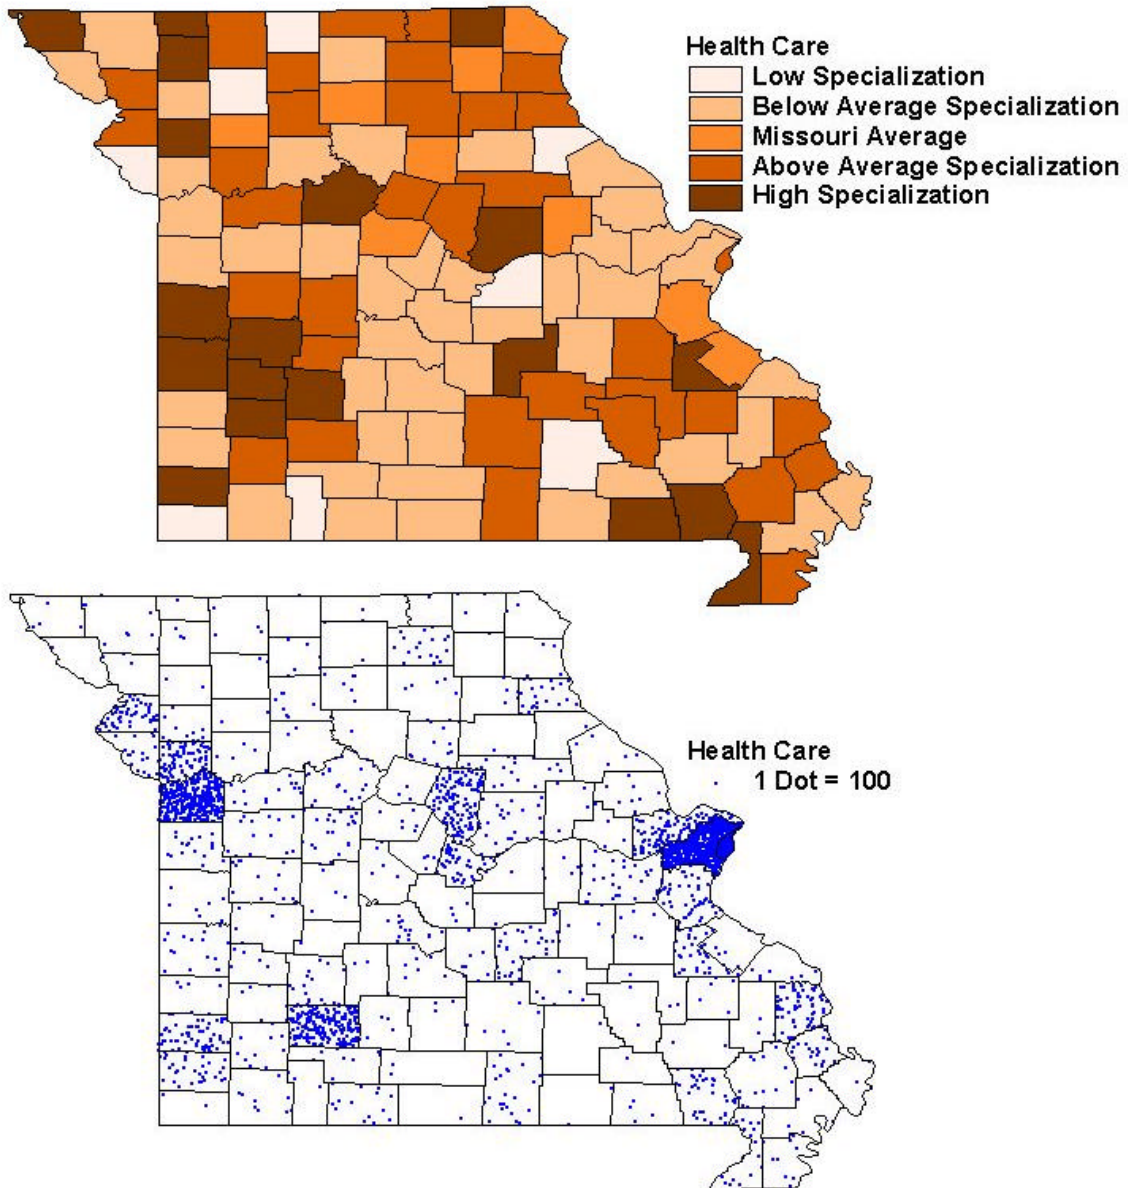 Health Care
Low Specialization
Below Average Specialization
Missouri Average
Above Average Specialization
High Specialization
Health Care
1 Dot = 100